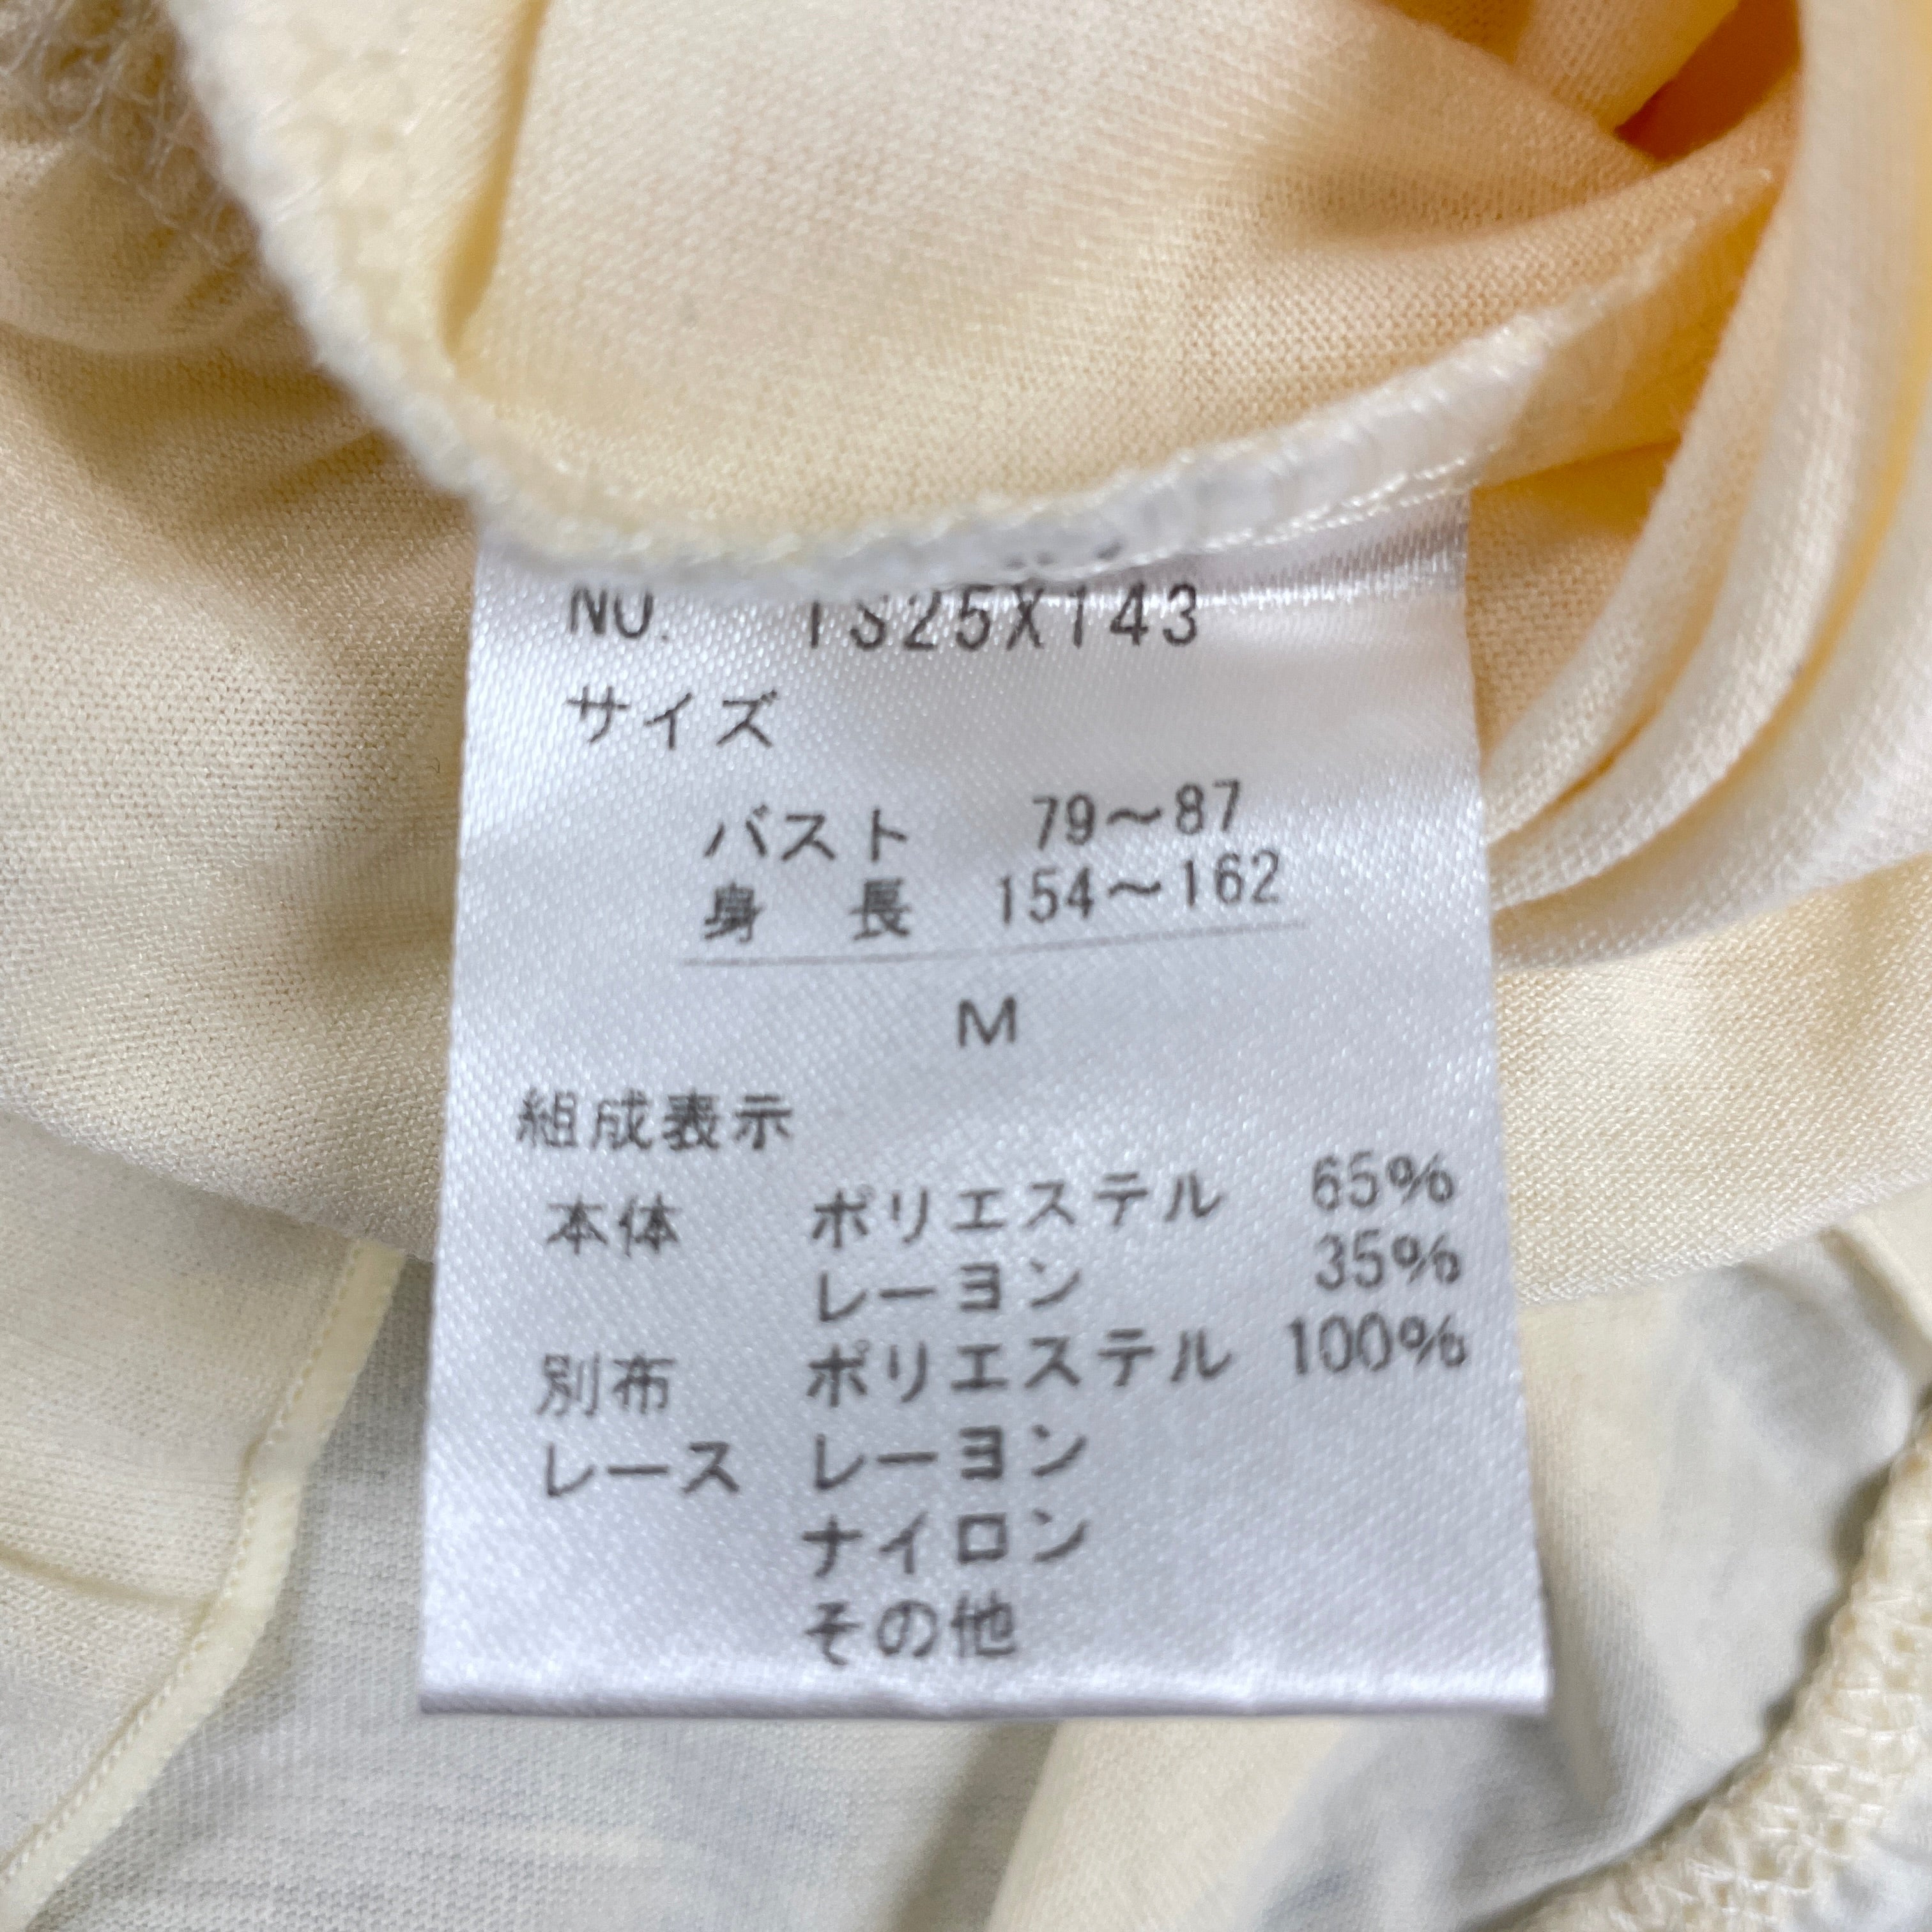 NO. TS25X143
サイズ
バスト 79～87
身長 154～162
M
組成表示
本体 ポリエステル 65%
レーヨン 35%
別布 ポリエステル 100%
レース レーヨン
ナイロン
その他